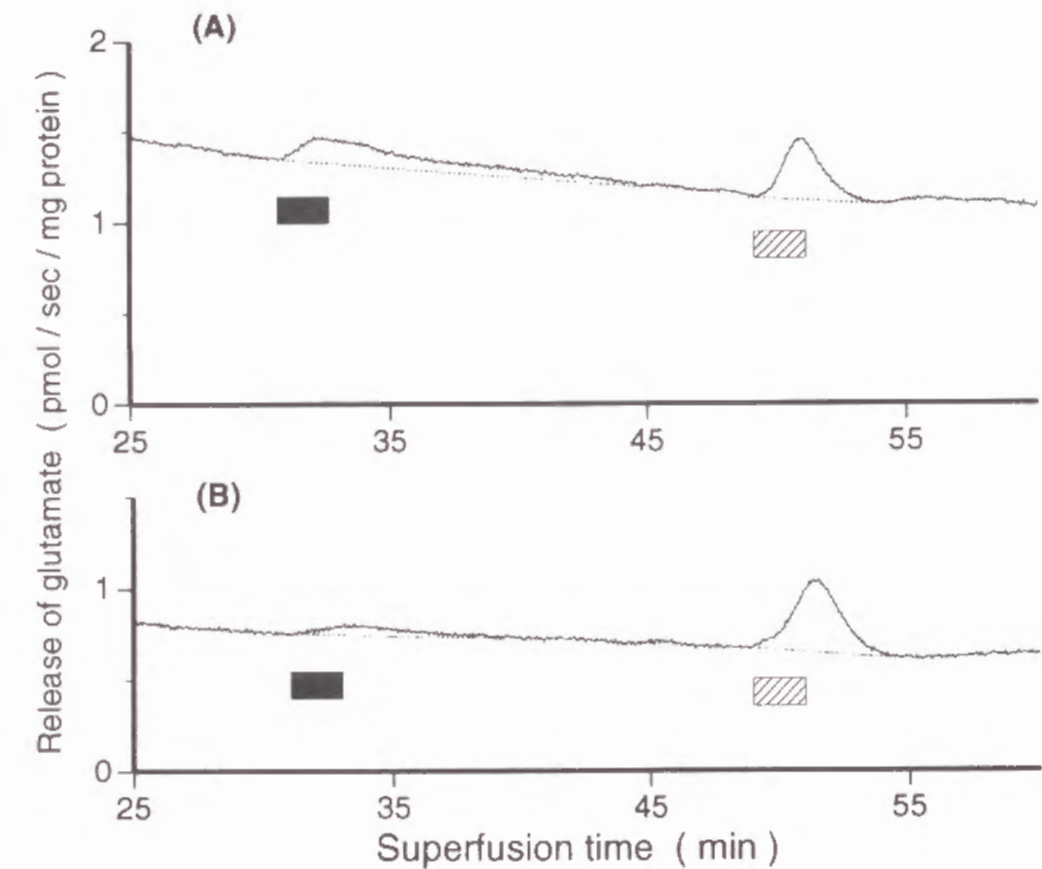 (A)
2
1
0
25 35 45 55
Release of glutamate ( pmol / sec / mg protein )
(B)
1
0
25 35 45 55
Superfusion time ( min )